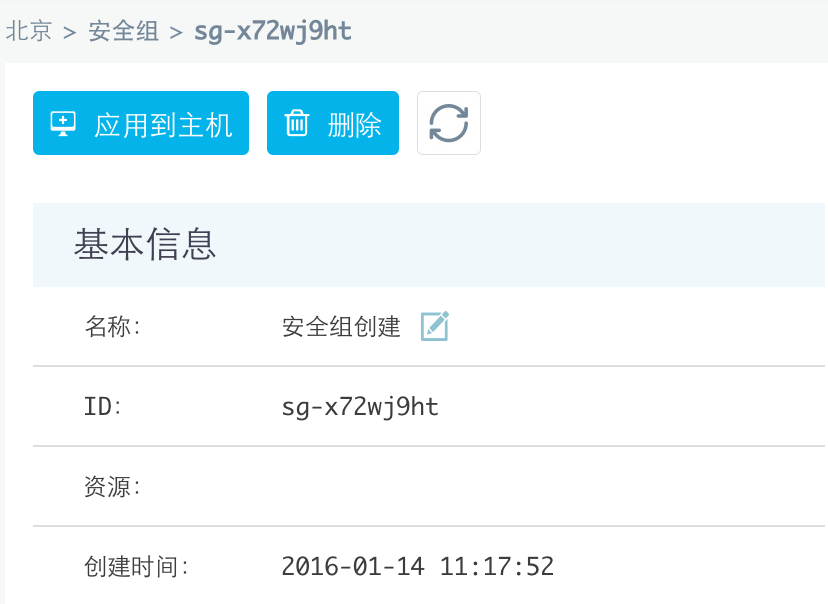 北京 > 安全组 > sg-x72wj9ht
应用到主机 删除
基本信息
名称: 安全组创建
ID: sg-x72wj9ht
资源:
创建时间: 2016-01-14 11:17:52